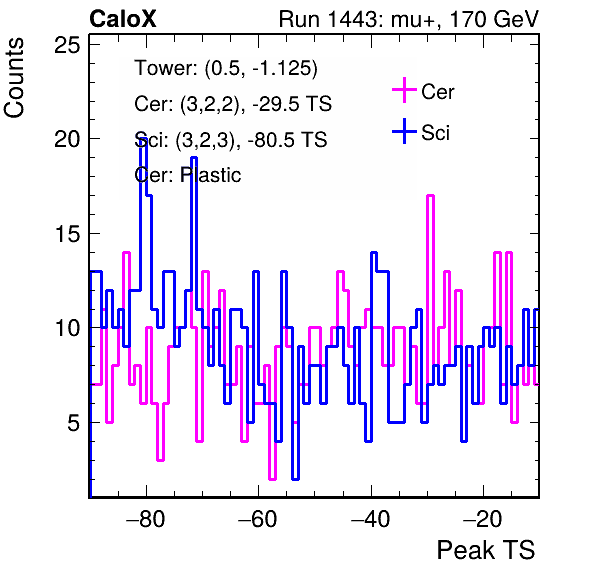 CaloX Run 1443: mu+, 170 GeV
Counts
25
20
15
10
5
Tower: (0.5, -1.125)
Cer: (3,2,2), -29.5 TS
Sci: (3,2,3), -80.5 TS
Cer: Plastic
Cer
Sci
−80 −60 −40 −20
Peak TS